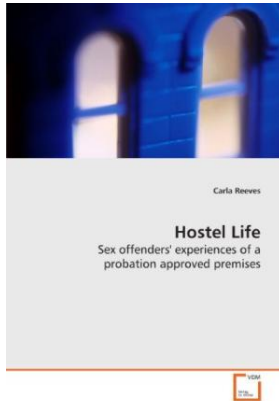 Carla Reeves
Hostel Life
Sex offenders' experiences of a
probation approved premises
VDM